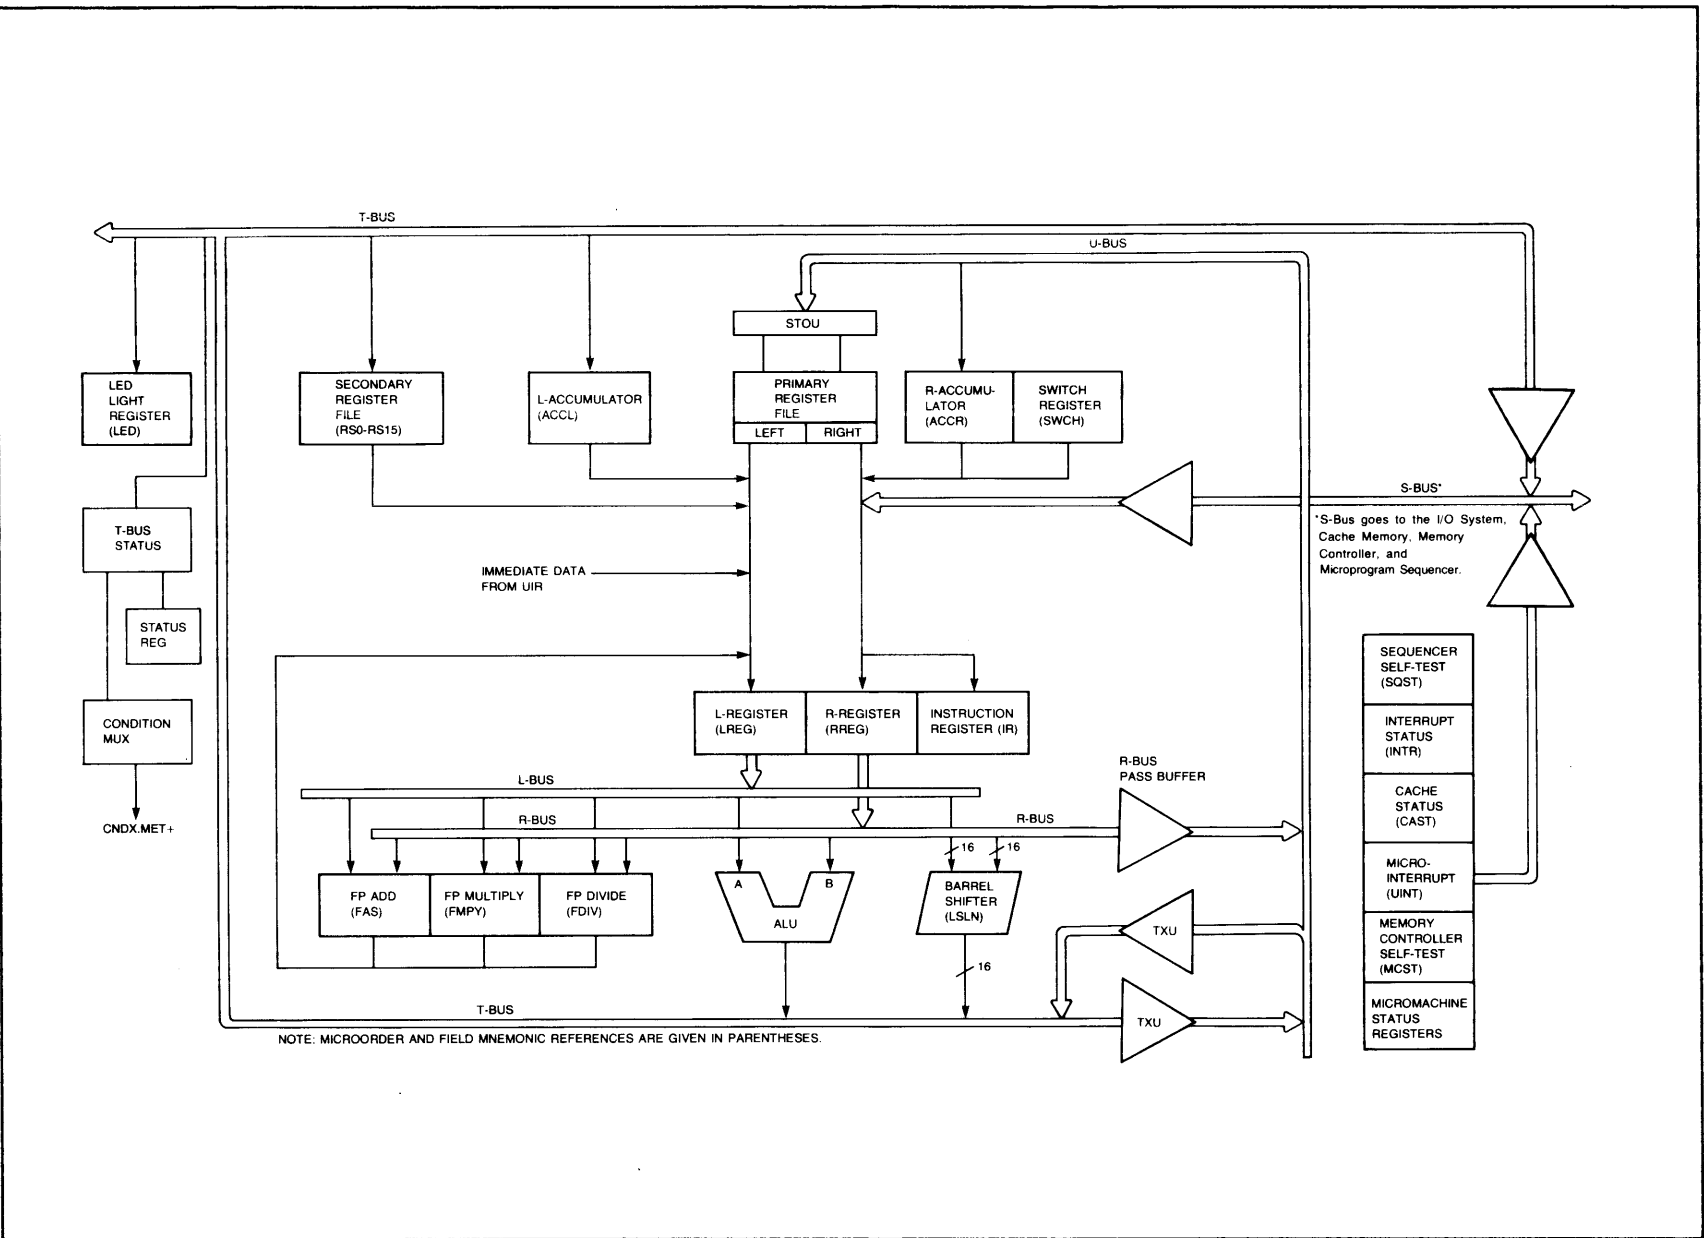 T-BUS
U-BUS
STOU
LED
LIGHT
REGISTER
(LED)
SECONDARY
REGISTER
FILE
(RS0-RS15)
L-ACCUMULATOR
(ACCL)
PRIMARY
REGISTER
FILE
LEFT
RIGHT
R-ACCUMU-
LATOR
(ACCR)
SWITCH
REGISTER
(SWCH)
S-BUS*
*S-Bus goes to the I/O System,
Cache Memory, Memory
Controller, and
Microprogram Sequencer.
T-BUS
STATUS
IMMEDIATE DATA
FROM UIR
STATUS
REG
CONDITION
MUX
CNDX.MET+
L-REGISTER
(LREG)
R-REGISTER
(RREG)
INSTRUCTION
REGISTER (IR)
SEQUENCER
SELF-TEST
(SQST)
INTERRUPT
STATUS
(INTR)
CACHE
STATUS
(CAST)
MICRO-
INTERRUPT
(UINT)
MEMORY
CONTROLLER
SELF-TEST
(MCST)
MICROMACHINE
STATUS
REGISTERS
L-BUS
R-BUS
PASS BUFFER
R-BUS
R-BUS
16
16
FP ADD
(FAS)
FP MULTIPLY
(FMPY)
FP DIVIDE
(FDIV)
A
B
ALU
BARREL
SHIFTER
(LSLN)
TXU
16
T-BUS
TXU
NOTE: MICROORDER AND FIELD MNEMONIC REFERENCES ARE GIVEN IN PARENTHESES.